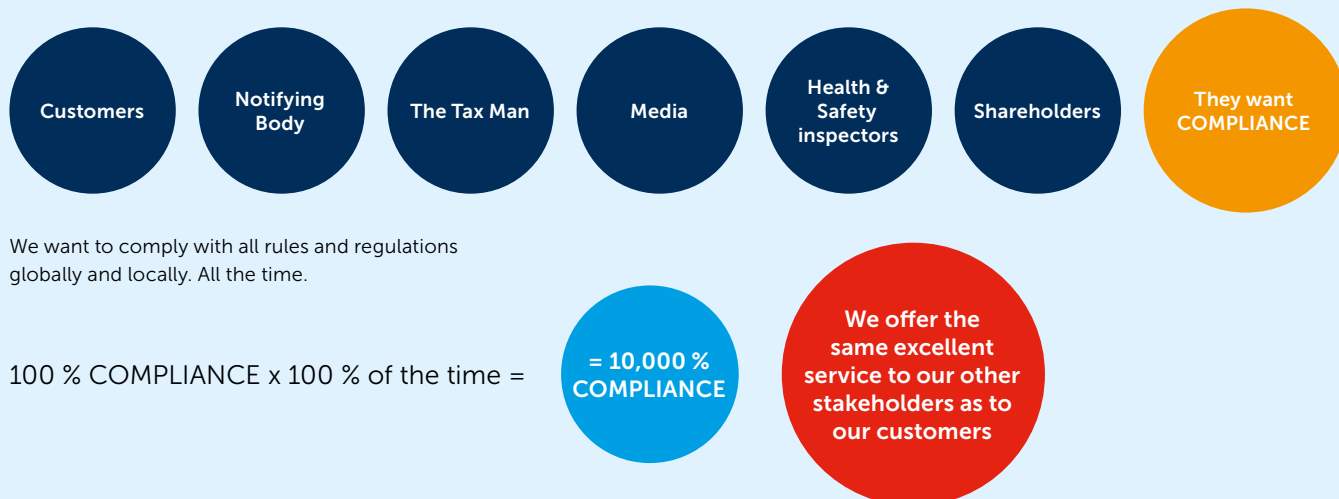 Customers
Notifying
Body
The Tax Man
Media
Health &
Safety
inspectors
Shareholders
They want
COMPLIANCE
We want to comply with all rules and regulations
globally and locally. All the time.
100 % COMPLIANCE x 100 % of the time =
= 10,000 %
COMPLIANCE
We offer the
same excellent
service to our other
stakeholders as to
our customers